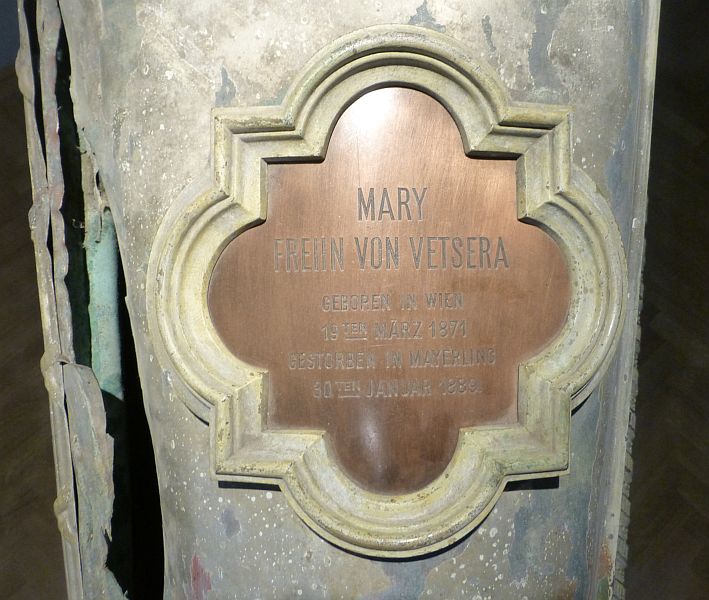 MARY
FREIIN VON VETSERA
GEBOREN IN WIEN
19TEN MÄRZ 1871
GESTORBEN IN MAYERLING
30TEN JANUAR 1889.